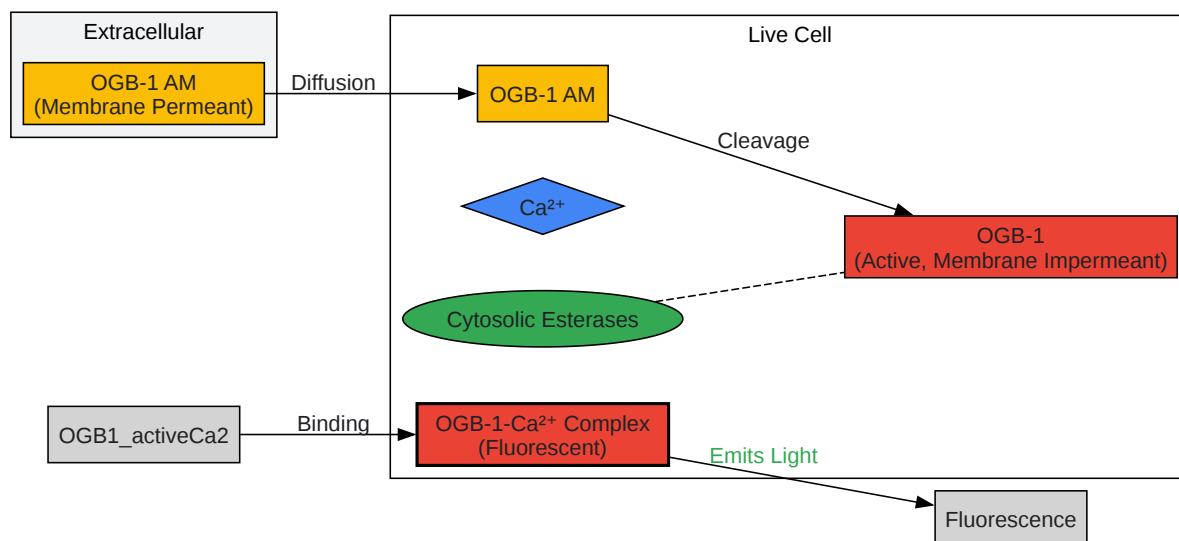 Extracellular
Live Cell
OGB-1 AM
(Membrane Permeant)
Diffusion
OGB-1 AM
Cleavage
Ca²⁺
OGB-1
(Active, Membrane Impermeant)
Cytosolic Esterases
OGB1_activeCa2
Binding
OGB-1-Ca²⁺ Complex
(Fluorescent)
Emits Light
Fluorescence